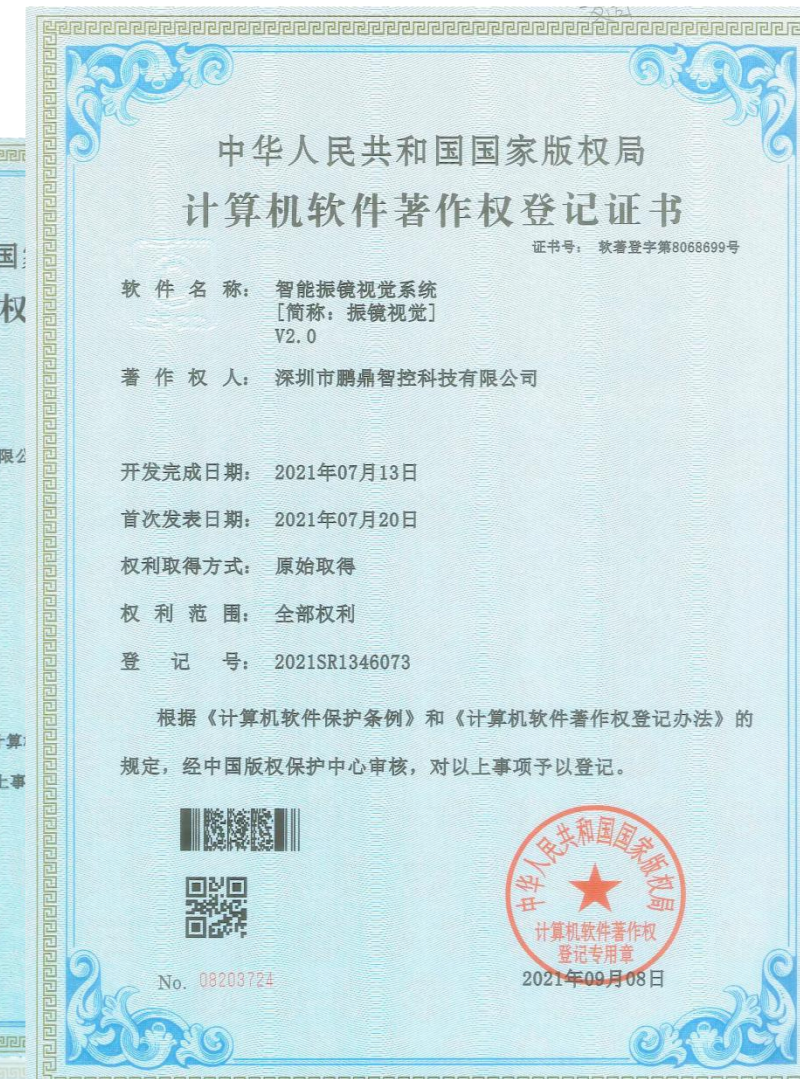 中华人民共和国国家版权局
计算机软件著作权登记证书
证书号： 软著登字第8068699号
软件名称： 智能振镜视觉系统
[简称：振镜视觉]
V2.0
著作权人： 深圳市鹏鼎智控科技有限公司
开发完成日期： 2021年07月13日
首次发表日期： 2021年07月20日
权利取得方式： 原始取得
权利范围： 全部权利
登记号： 2021SR1346073
根据《计算机软件保护条例》和《计算机软件著作权登记办法》的
规定，经中国版权保护中心审核，对以上事项予以登记。
中华人民共和国国家版权局
计算机软件著作权
登记专用章
No. 08203724
2021年09月08日
国
权
限公
算
上事